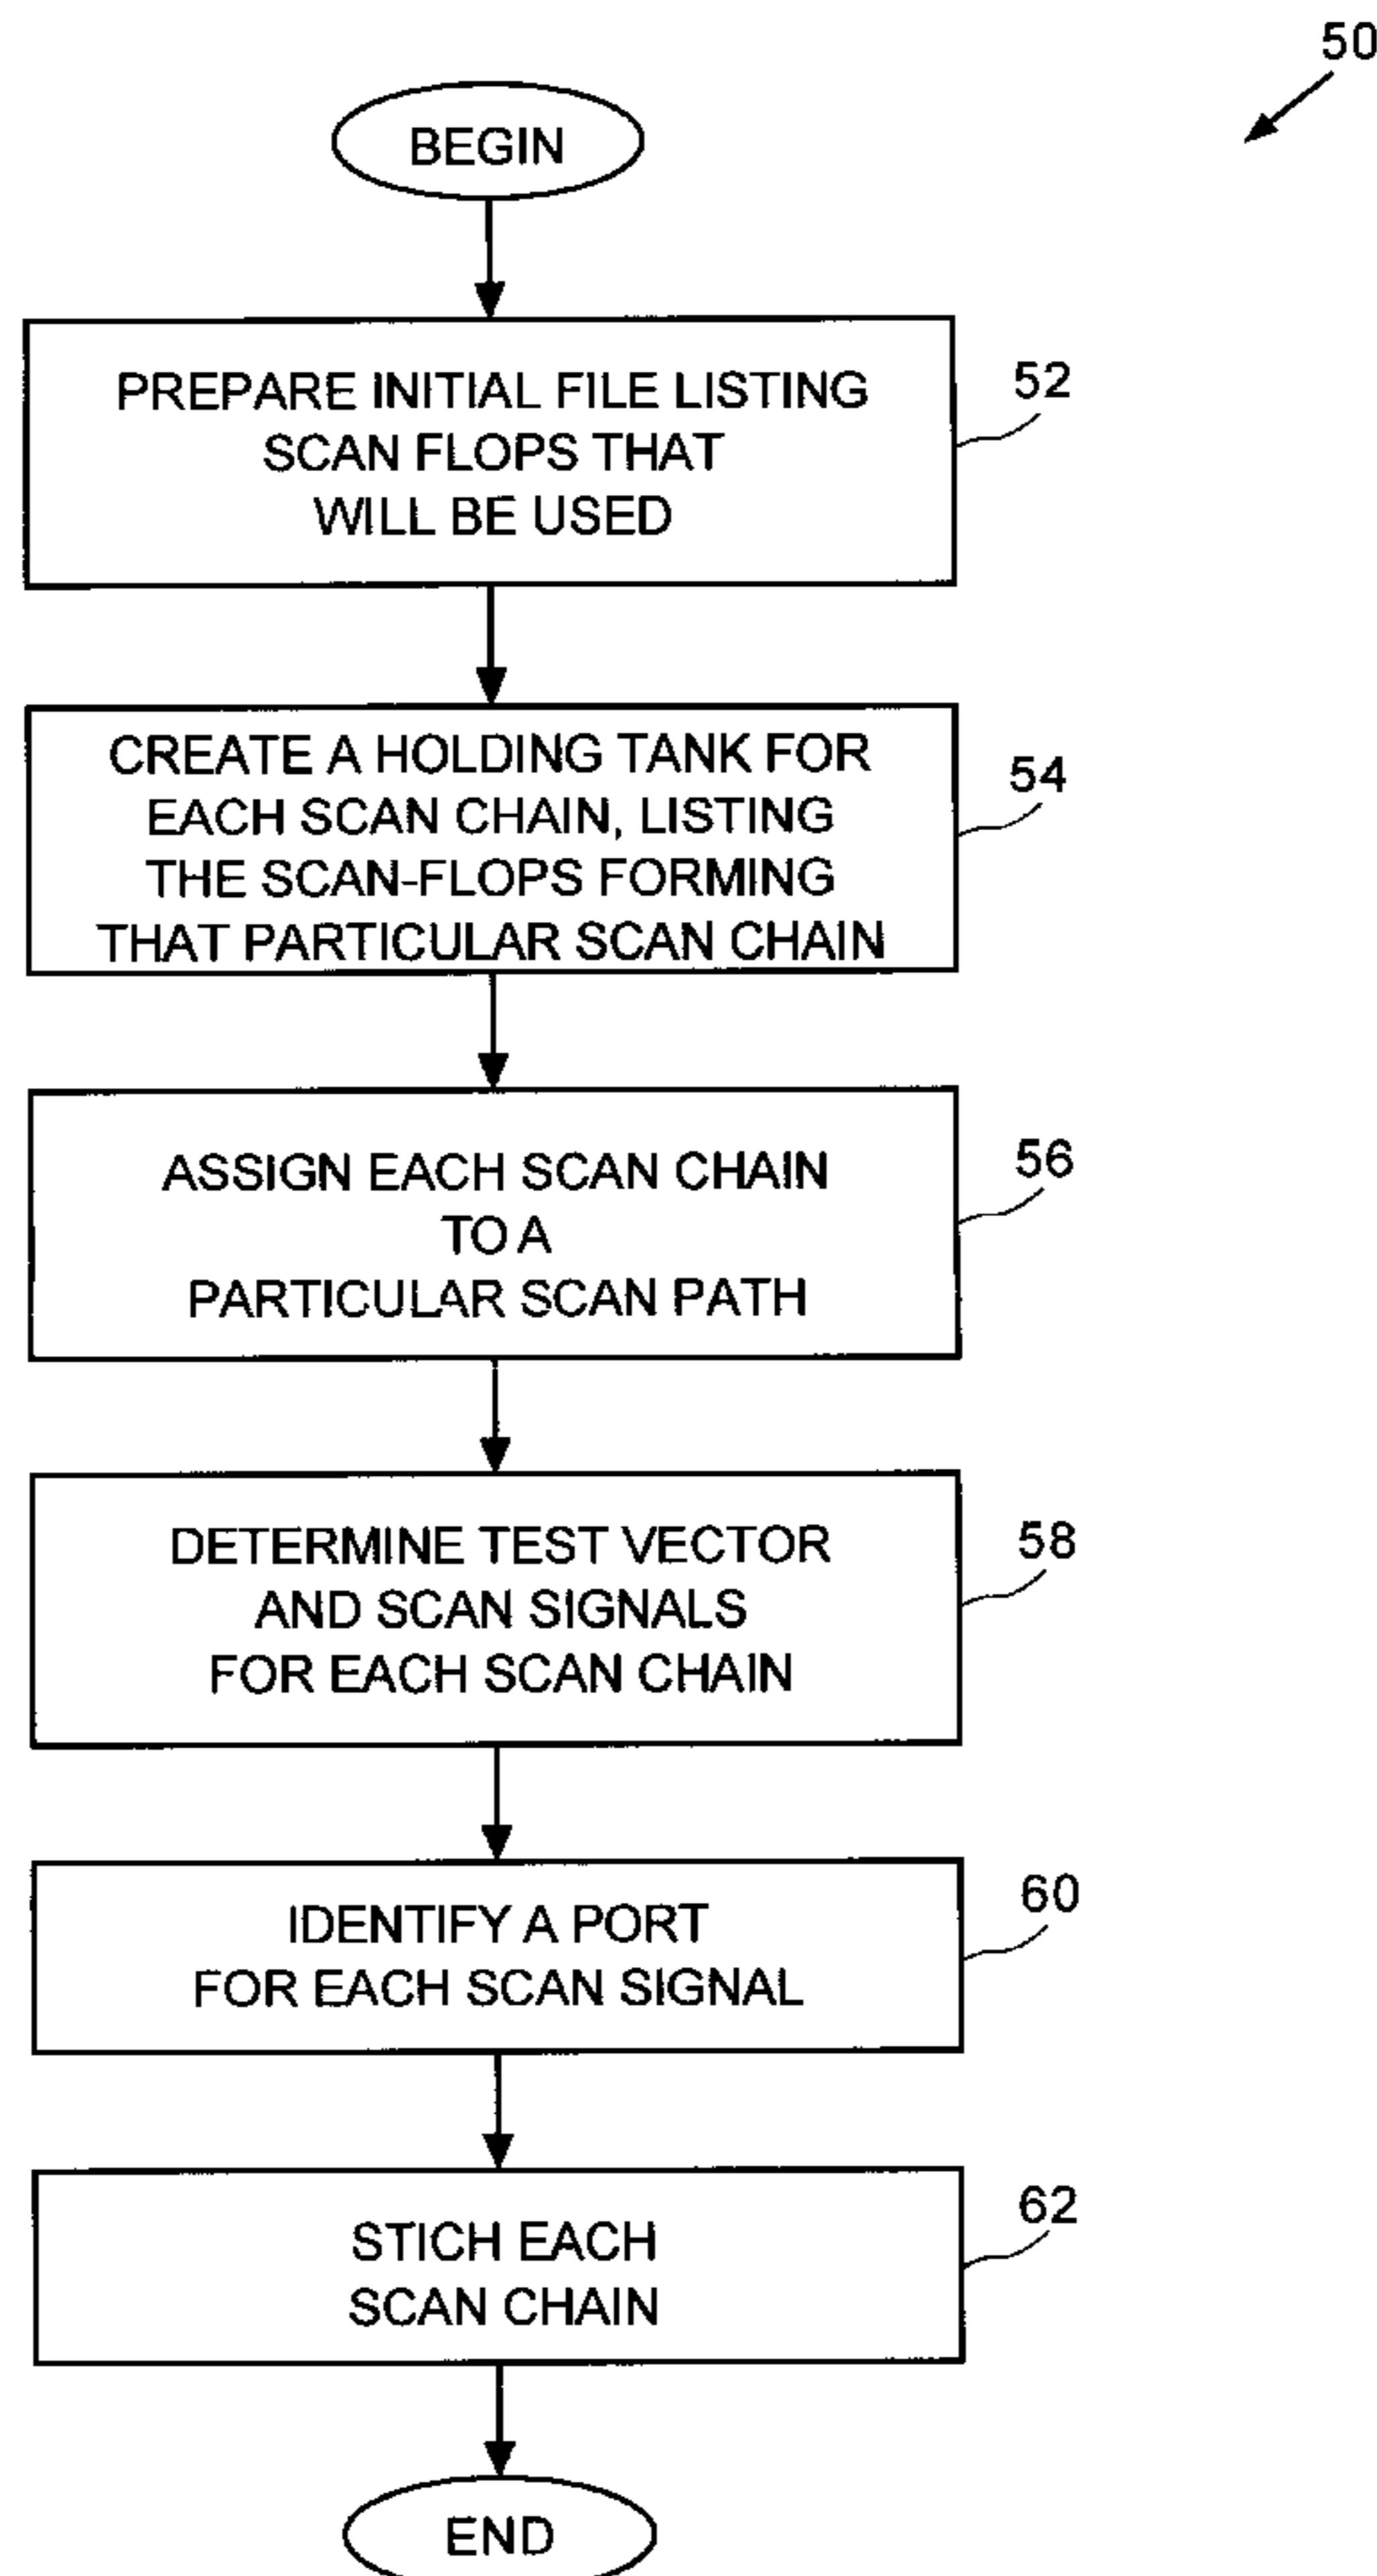 50
BEGIN
PREPARE INITIAL FILE LISTING
SCAN FLOPS THAT
WILL BE USED
52
CREATE A HOLDING TANK FOR
EACH SCAN CHAIN, LISTING
THE SCAN-FLOPS FORMING
THAT PARTICULAR SCAN CHAIN
54
ASSIGN EACH SCAN CHAIN
TO A
PARTICULAR SCAN PATH
56
DETERMINE TEST VECTOR
AND SCAN SIGNALS
FOR EACH SCAN CHAIN
58
IDENTIFY A PORT
FOR EACH SCAN SIGNAL
60
STICH EACH
SCAN CHAIN
62
END